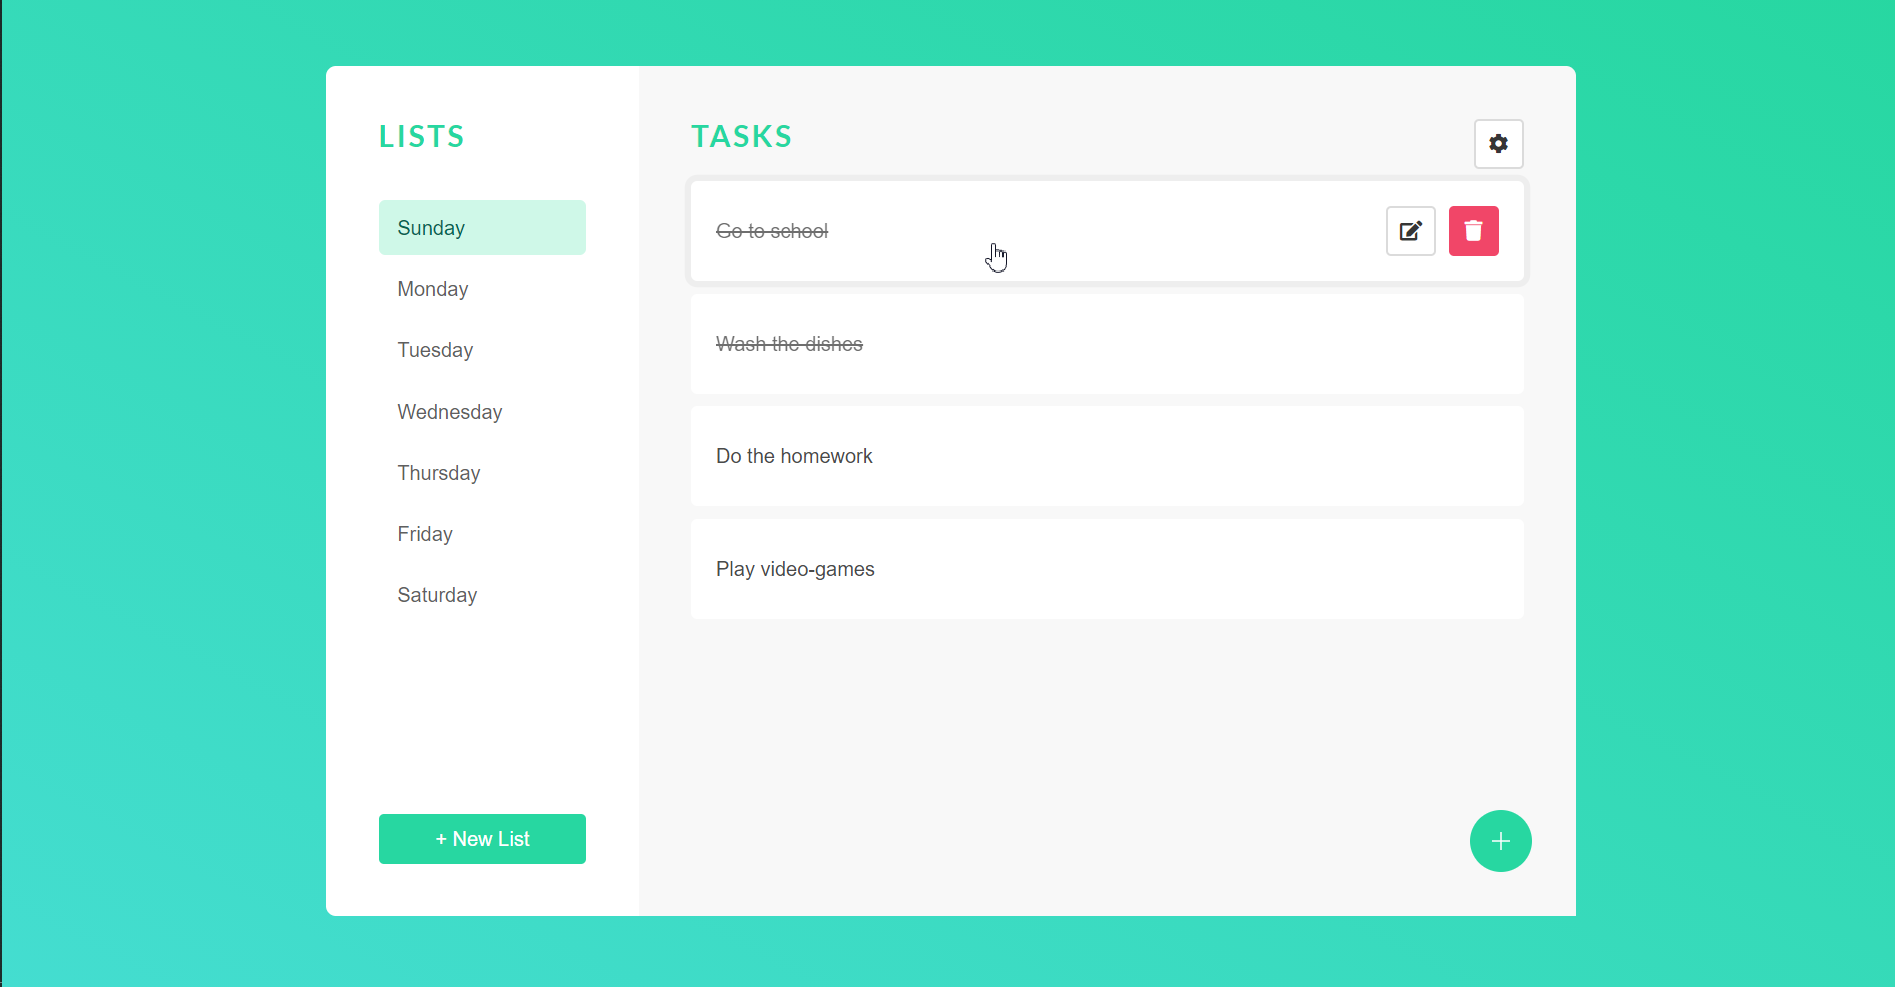 LISTS
Sunday
Monday
Tuesday
Wednesday
Thursday
Friday
Saturday
+ New List
TASKS
Go to school
Wash the dishes
Do the homework
Play video-games